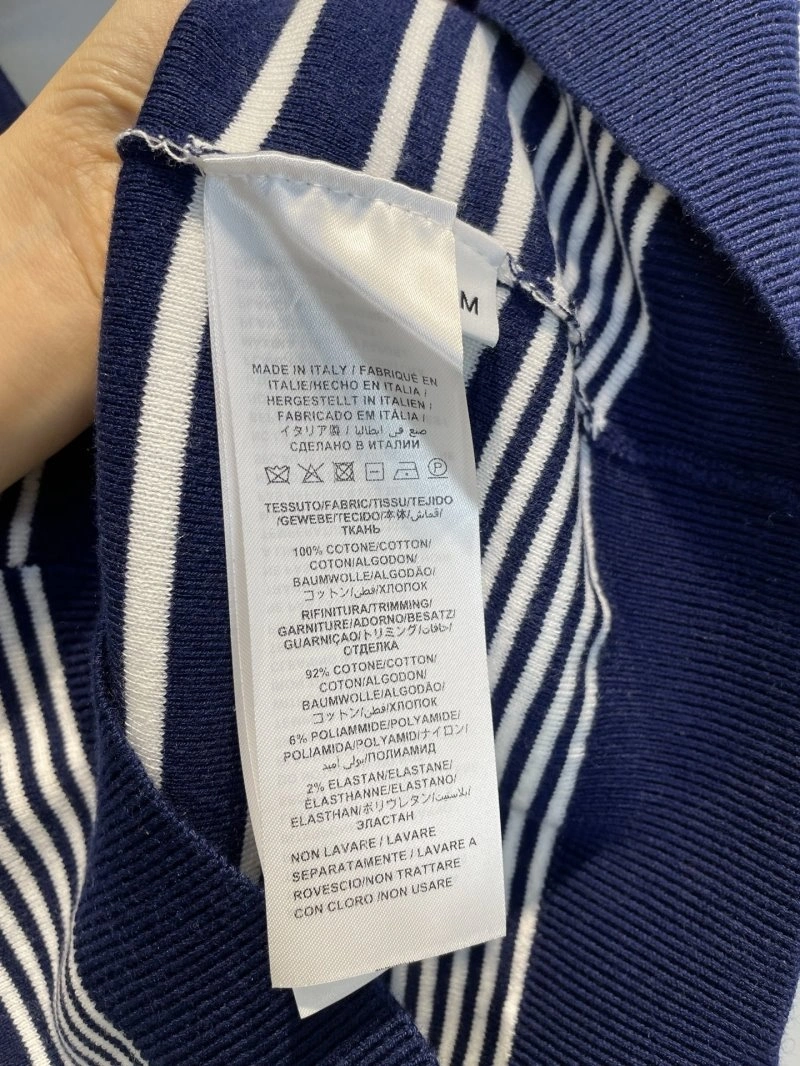 M
MADE IN ITALY / FABRIQUÉ EN
ITALIE/HECHO EN ITALIA /
HERGESTELLT IN ITALIEN /
FABRICADO EM ITÁLIA /
イタリア製 / صنع في ايطاليا /
СДЕЛАНО В ИТАЛИИ
P
TESSUTO/FABRIC/TISSU/TEJIDO
/GEWEBE/TECIDO/本体/قماش/
ТКАНЬ
100% COTONE/COTTON/
COTON/ALGODON/
BAUMWOLLE/ALGODÃO/
コットン/قطن/ХЛОПОК
RIFINITURA/TRIMMING/
GARNITURE/ADORNO/BESATZ/
GUARNIÇAO/トリミング/حافات/
ОТДЕЛКА
92% COTONE/COTTON/
COTON/ALGODON/
BAUMWOLLE/ALGODÃO/
コットン/قطن/ХЛОПОК
6% POLIAMMIDE/POLYAMIDE/
POLIAMIDA/POLYAMID/ナイロン/
بولي أميد/ПОЛИАМИД
2% ELASTAN/ELASTANE/
ÉLASTHANNE/ELASTANO/
ELASTHAN/ポリウレタン/بلاستيت/
ЭЛАСТАН
NON LAVARE / LAVARE
SEPARATAMENTE / LAVARE A
ROVESCIO/NON TRATTARE
CON CLORO /NON USARE